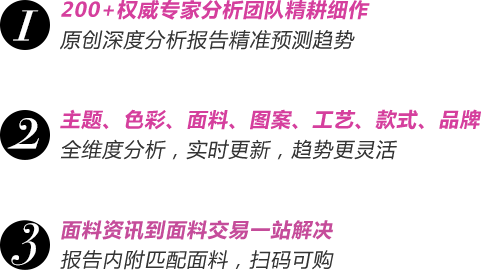 1
200+权威专家分析团队精耕细作
原创深度分析报告精准预测趋势
2
主题、色彩、面料、图案、工艺、款式、品牌
全维度分析，实时更新，趋势更灵活
3
面料资讯到面料交易一站解决
报告内附匹配面料，扫码可购